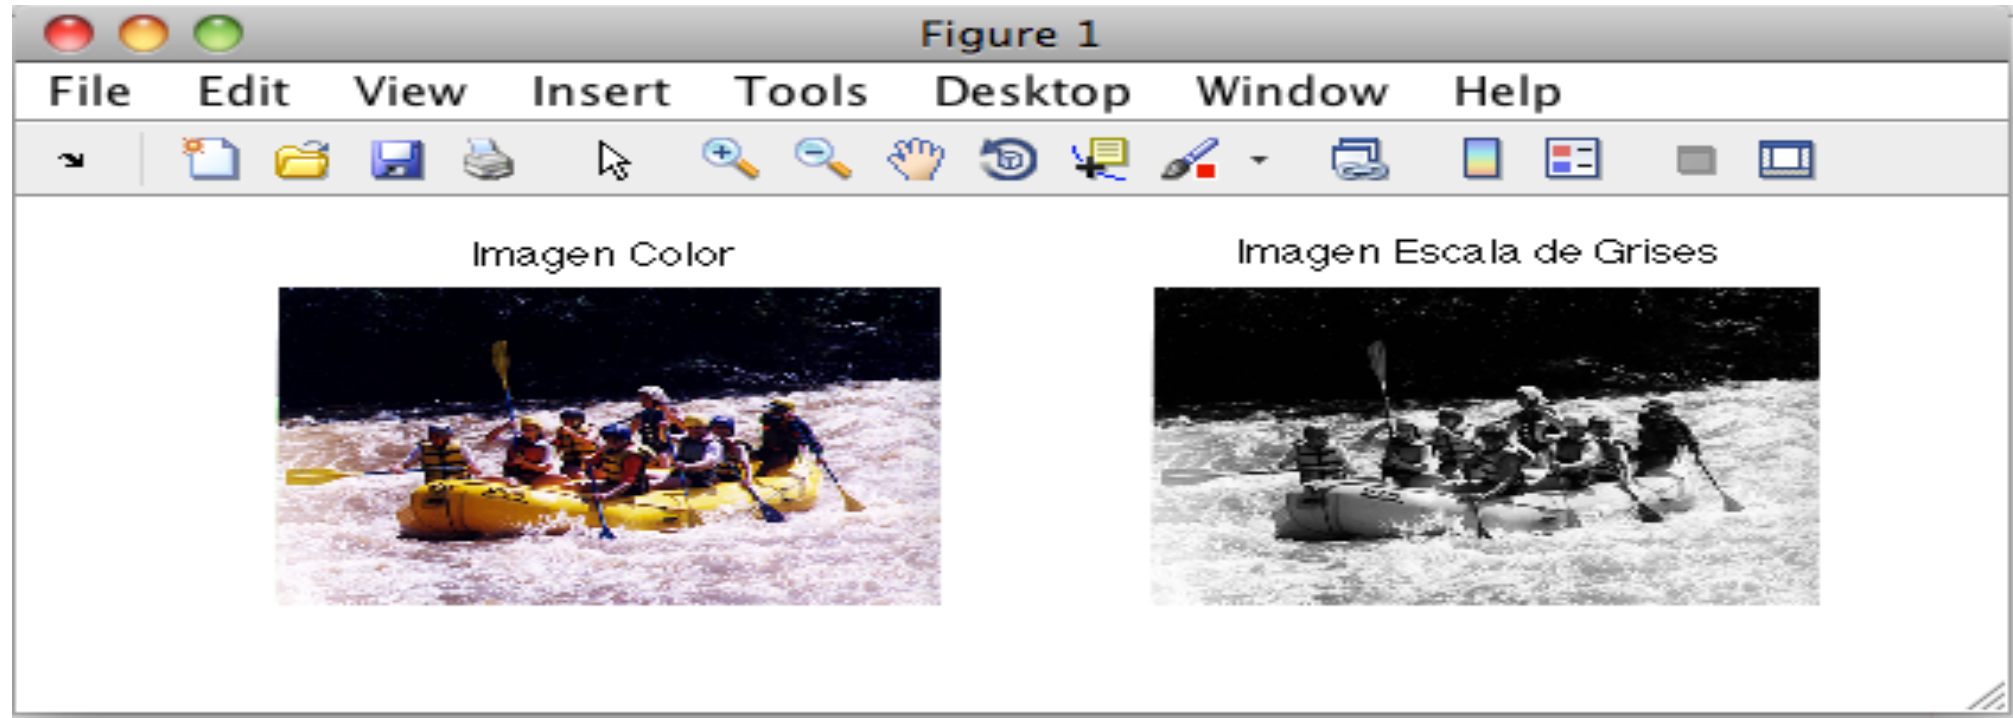 Figure 1
File Edit View Insert Tools Desktop Window Help
Imagen Color
Imagen Escala de Grises